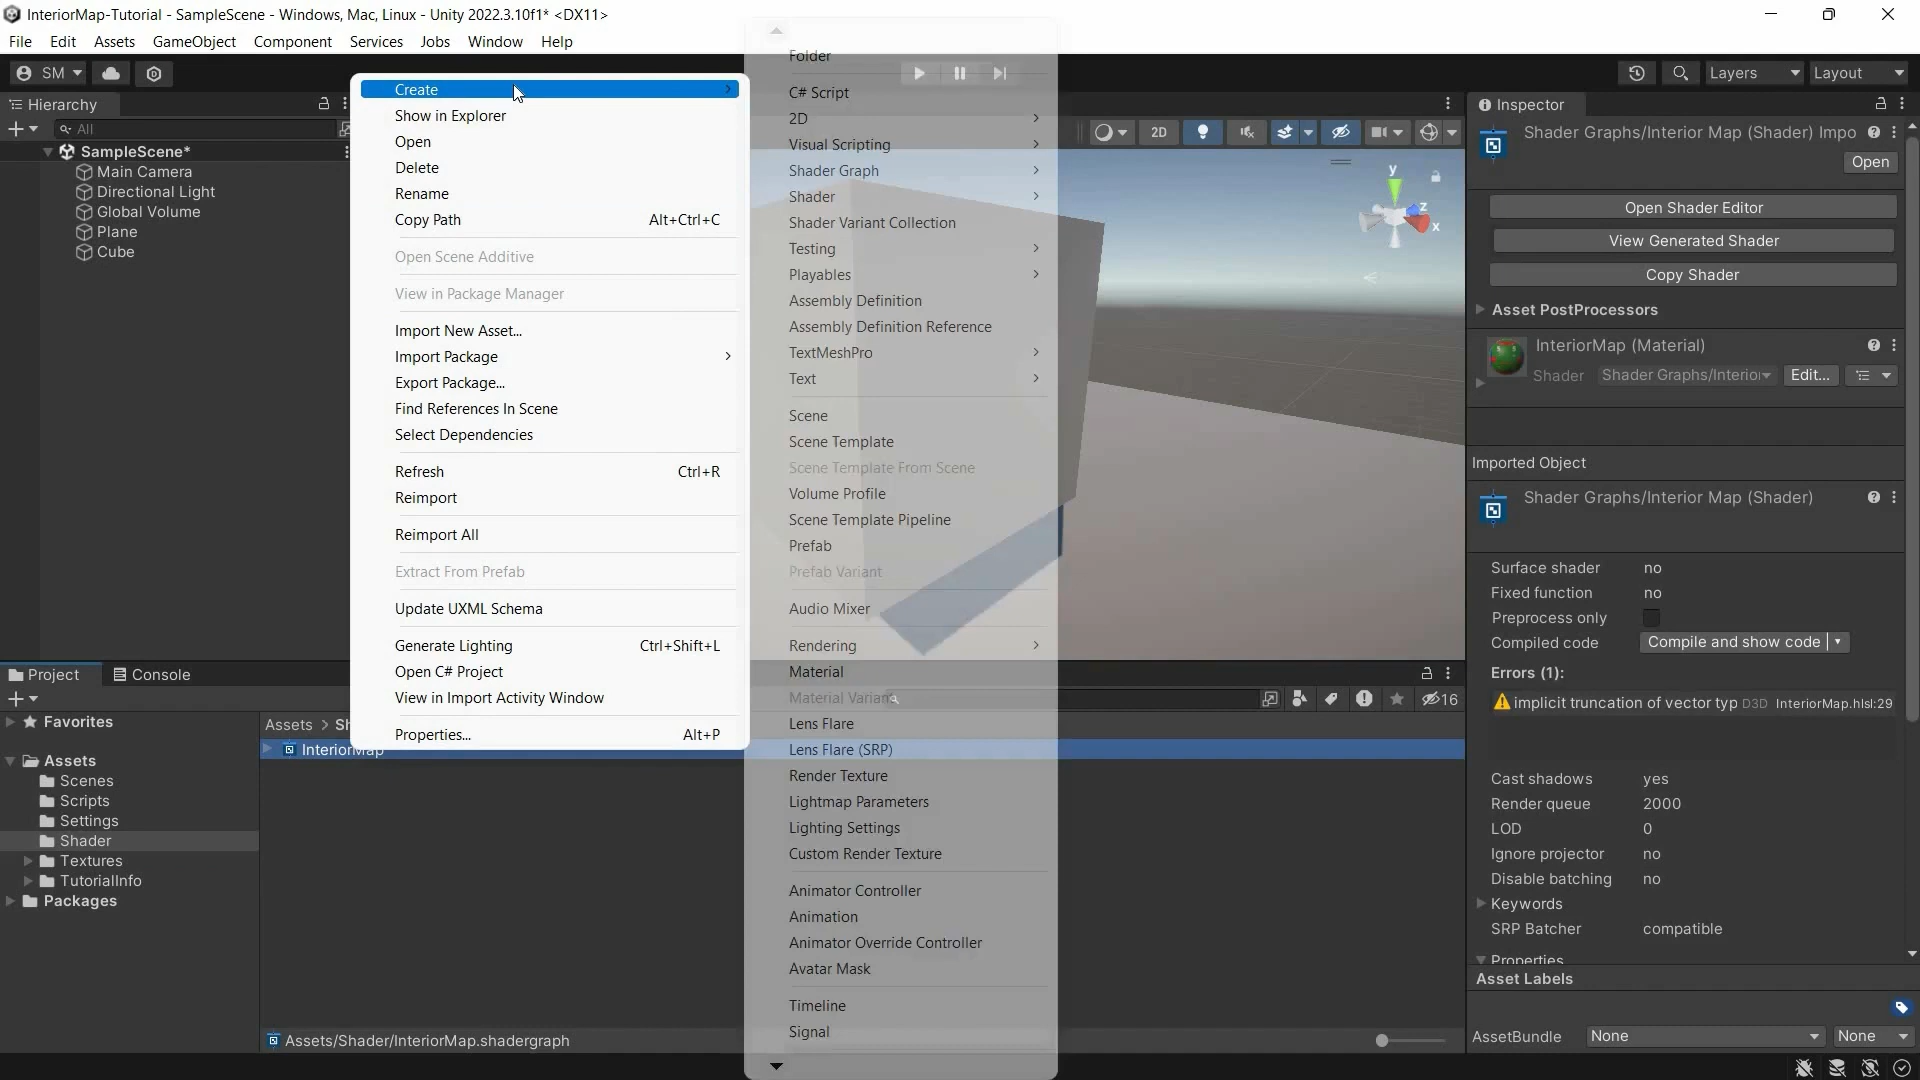 InteriorMap-Tutorial - SampleScene - Windows, Mac, Linux - Unity 2022.3.10f1* <DX11>
File Edit Assets GameObject Component Services Jobs Window Help
SM
Layers
Layout
Hierarchy
All
SampleScene*
Main Camera
Directional Light
Global Volume
Plane
Cube
Create
Show in Explorer
Open
Delete
Rename
Copy Path Alt+Ctrl+C
Open Scene Additive
View in Package Manager
Import New Asset...
Import Package
Export Package...
Find References In Scene
Select Dependencies
Refresh Ctrl+R
Reimport
Reimport All
Extract From Prefab
Update UXML Schema
Generate Lighting Ctrl+Shift+L
Open C# Project
View in Import Activity Window
Properties... Alt+P
Folder
C# Script
2D
Visual Scripting
Shader Graph
Shader
Shader Variant Collection
Testing
Playables
Assembly Definition
Assembly Definition Reference
TextMeshPro
Text
Scene
Scene Template
Scene Template From Scene
Volume Profile
Scene Template Pipeline
Prefab
Prefab Variant
Audio Mixer
Rendering
Material
Material Variant
Lens Flare
Lens Flare (SRP)
Render Texture
Lightmap Parameters
Lighting Settings
Custom Render Texture
Animator Controller
Animation
Animator Override Controller
Avatar Mask
Timeline
Signal
2D
y
z
x
16
Project
Console
Favorites
Assets
Scenes
Scripts
Settings
Shader
Textures
TutorialInfo
Packages
Assets > Sh
InteriorMap
Assets/Shader/InteriorMap.shadergraph
Inspector
Shader Graphs/Interior Map (Shader) Impo
Open
Open Shader Editor
View Generated Shader
Copy Shader
Asset PostProcessors
InteriorMap (Material)
Shader Shader Graphs/Interior Edit...
Imported Object
Shader Graphs/Interior Map (Shader)
Surface shader no
Fixed function no
Preprocess only
Compiled code Compile and show code
Errors (1):
implicit truncation of vector typ D3D InteriorMap.hlsl:29
Cast shadows yes
Render queue 2000
LOD 0
Ignore projector no
Disable batching no
Keywords
SRP Batcher compatible
Properties
Asset Labels
AssetBundle None None